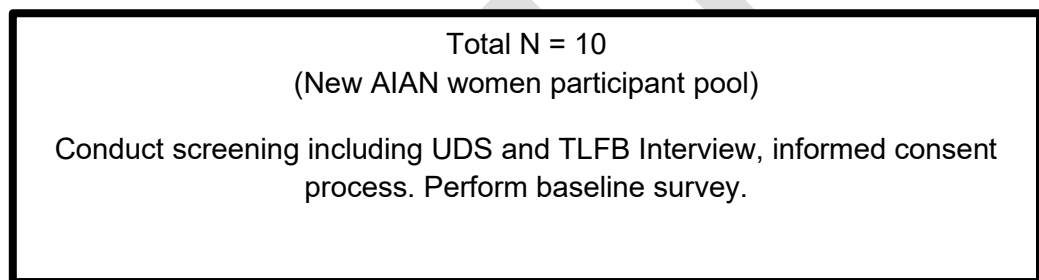 Total N = 10
(New AIAN women participant pool)
Conduct screening including UDS and TLFB Interview, informed consent
process. Perform baseline survey.